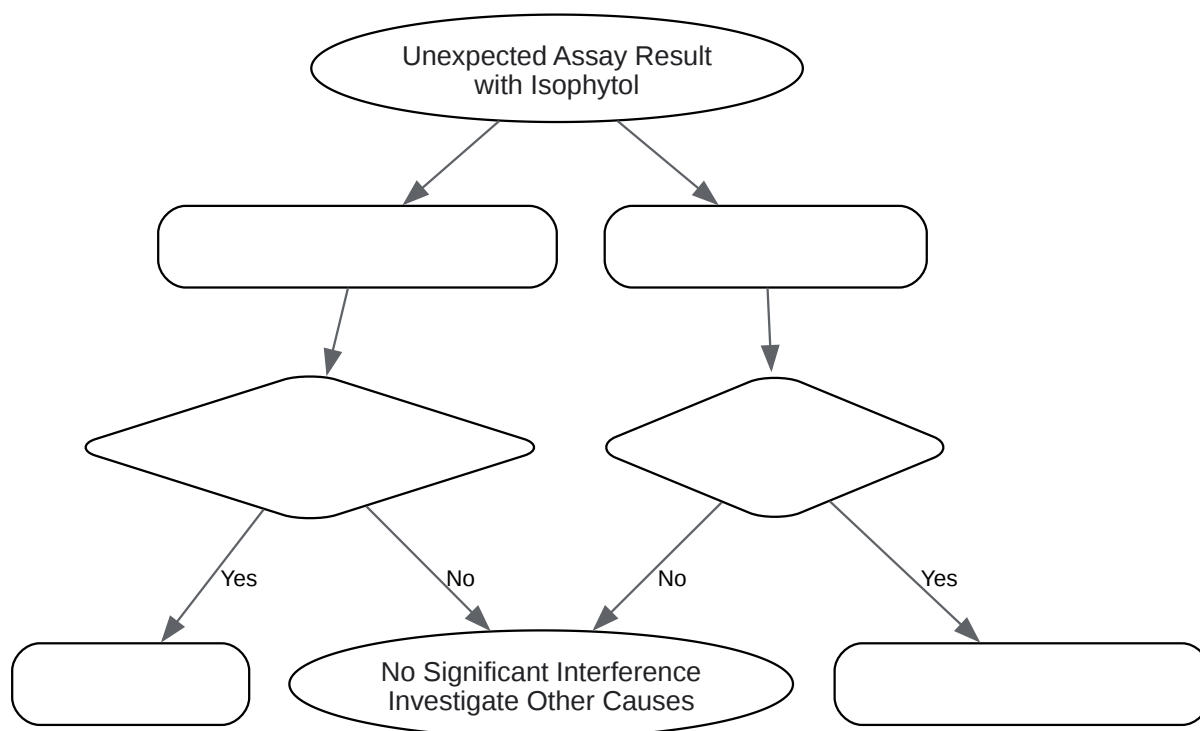 Unexpected Assay Result
with Isophytol
Yes
No
No
Yes
No Significant Interference
Investigate Other Causes